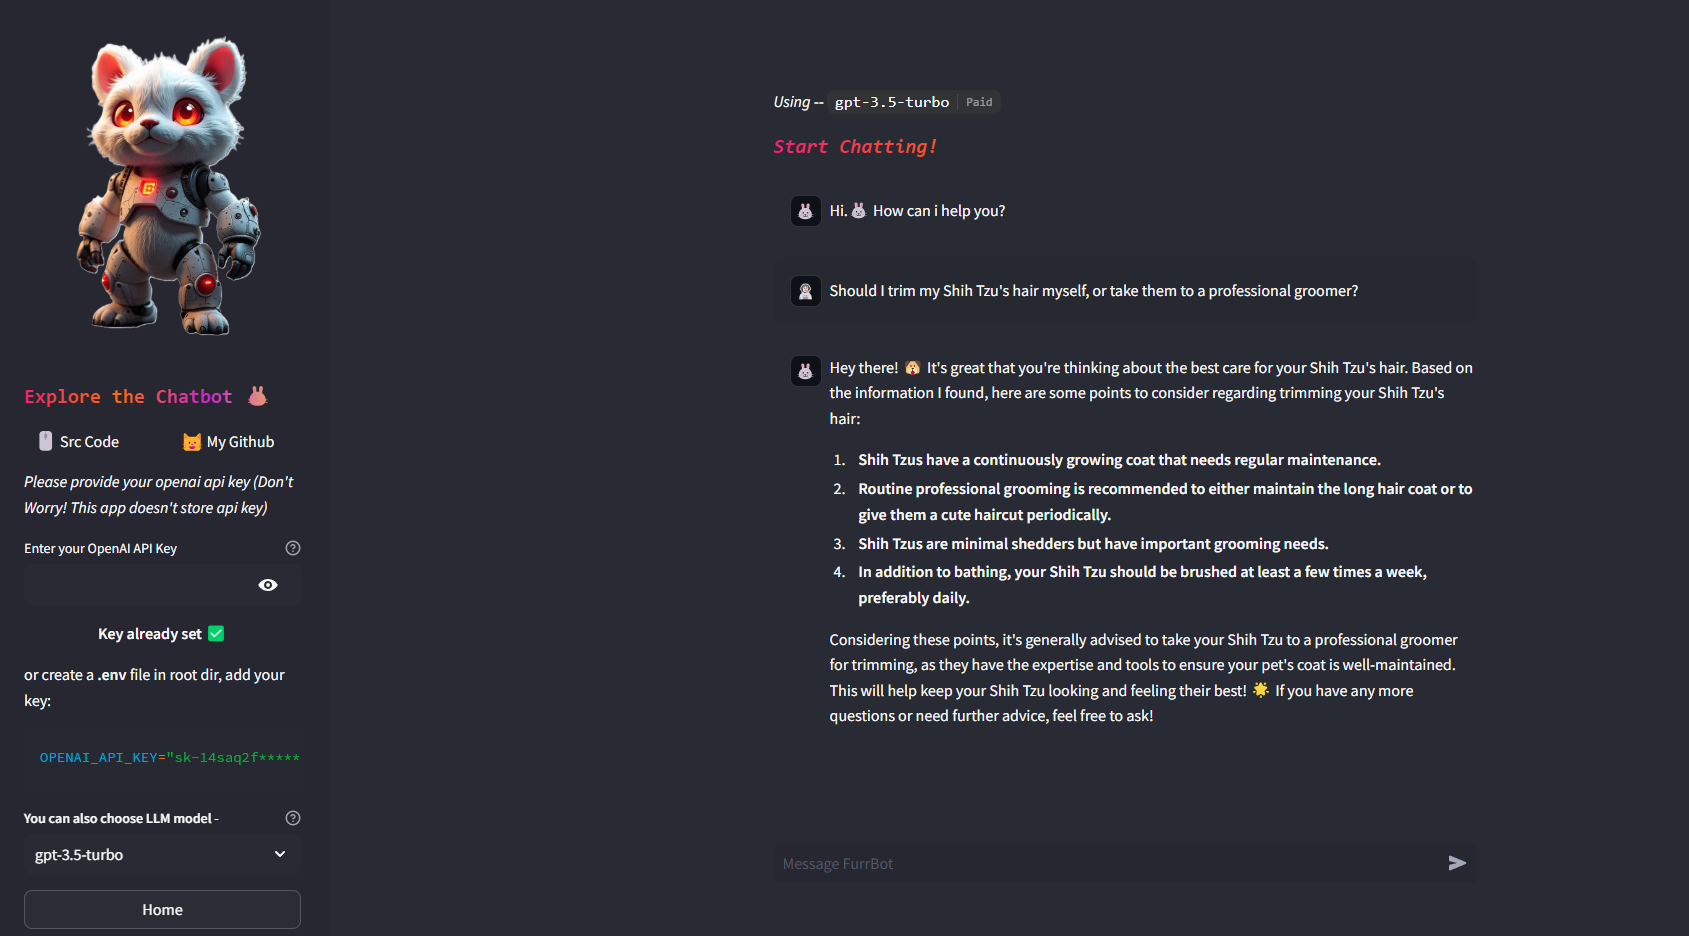 Explore the Chatbot
Src Code
My Github
Please provide your openai api key (Don't
Worry! This app doesn't store api key)
Enter your OpenAI API Key
Key already set ✅
or create a .env file in root dir, add your
key:
OPENAI_API_KEY="sk-14saq2f*****
You can also choose LLM model -
gpt-3.5-turbo
Home
Using -- gpt-3.5-turbo | Paid
Start Chatting!
Hi.🐰 How can i help you?
Should I trim my Shih Tzu's hair myself, or take them to a professional groomer?
Hey there! 🐶 It's great that you're thinking about the best care for your Shih Tzu's hair. Based on
the information I found, here are some points to consider regarding trimming your Shih Tzu's
hair:
1. Shih Tzus have a continuously growing coat that needs regular maintenance.
2. Routine professional grooming is recommended to either maintain the long hair coat or to
give them a cute haircut periodically.
3. Shih Tzus are minimal shedders but have important grooming needs.
4. In addition to bathing, your Shih Tzu should be brushed at least a few times a week,
preferably daily.
Considering these points, it's generally advised to take your Shih Tzu to a professional groomer
for trimming, as they have the expertise and tools to ensure your pet's coat is well-maintained.
This will help keep your Shih Tzu looking and feeling their best! 🌟 If you have any more
questions or need further advice, feel free to ask!
Message FurrBot